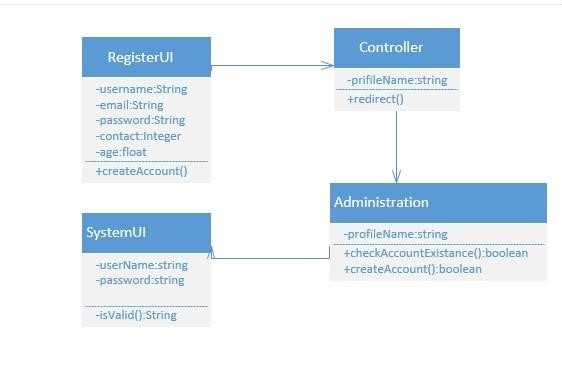 RegisterUI
-username:String
-email:String
-password:String
-contact:Integer
-age:float
+createAccount()
Controller
-prifileName:string
+redirect()
Administration
-profileName:string
+checkAccountExistance():boolean
+createAccount():boolean
SystemUI
-userName:string
-password:string
-isValid():String